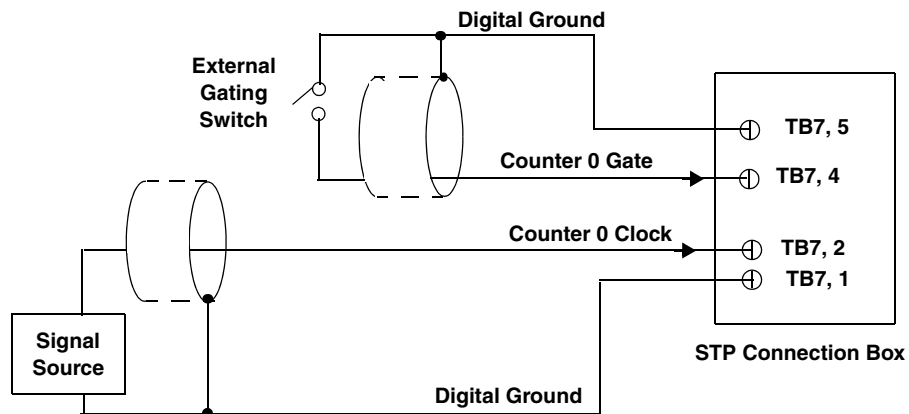 Digital Ground
External
Gating
Switch
TB7, 5
Counter 0 Gate
TB7, 4
Counter 0 Clock
TB7, 2
TB7, 1
Signal
Source
STP Connection Box
Digital Ground